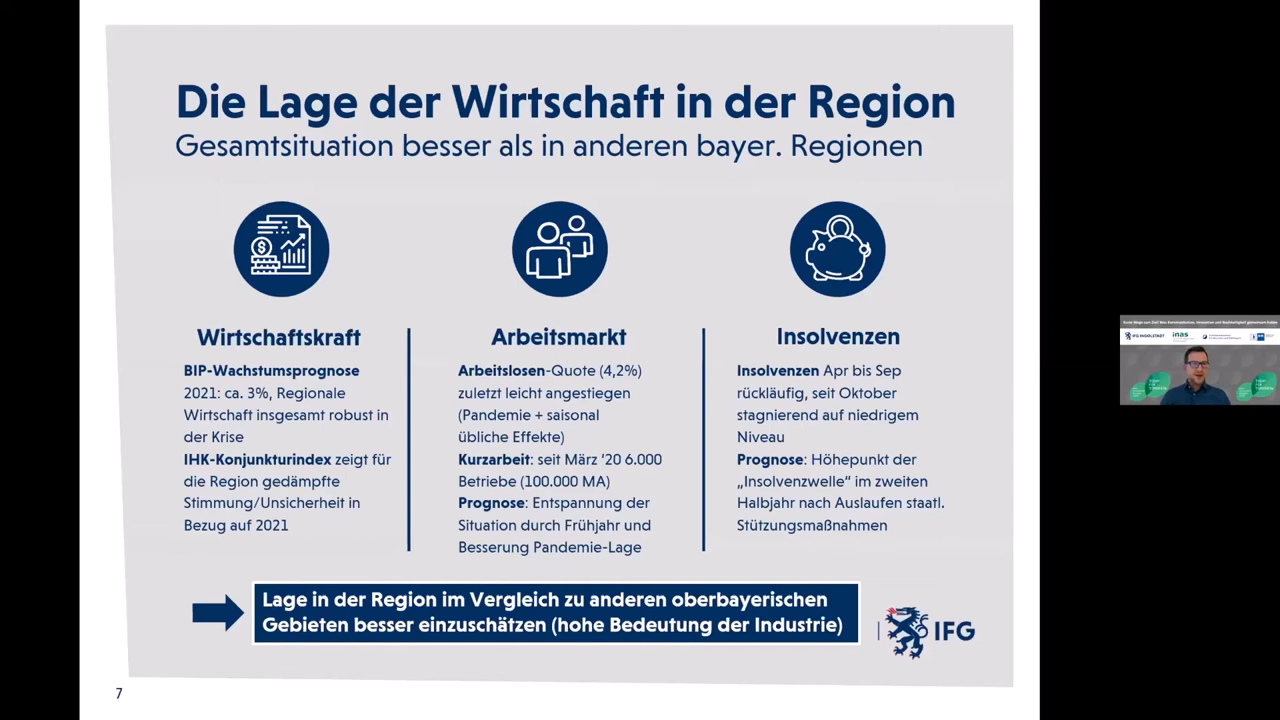 Die Lage der Wirtschaft in der Region
Gesamtsituation besser als in anderen bayer. Regionen
Wirtschaftskraft
BIP-Wachstumsprognose
2021: ca. 3%, Regionale
Wirtschaft insgesamt robust in
der Krise
IHK-Konjunkturindex zeigt für
die Region gedämpfte
Stimmung/Unsicherheit in
Bezug auf 2021
Arbeitsmarkt
Arbeitslosen-Quote (4,2%)
zuletzt leicht angestiegen
(Pandemie + saisonal
übliche Effekte)
Kurzarbeit: seit März ‘20 6.000
Betriebe (100.000 MA)
Prognose: Entspannung der
Situation durch Frühjahr und
Besserung Pandemie-Lage
Insolvenzen
Insolvenzen Apr bis Sep
rückläufig, seit Oktober
stagnierend auf niedrigem
Niveau
Prognose: Höhepunkt der
„Insolvenzwelle“ im zweiten
Halbjahr nach Auslaufen staatl.
Stützungsmaßnahmen
Lage in der Region im Vergleich zu anderen oberbayerischen
Gebieten besser einzuschätzen (hohe Bedeutung der Industrie)
IFG
7
IFG INGOLSTADT
inas